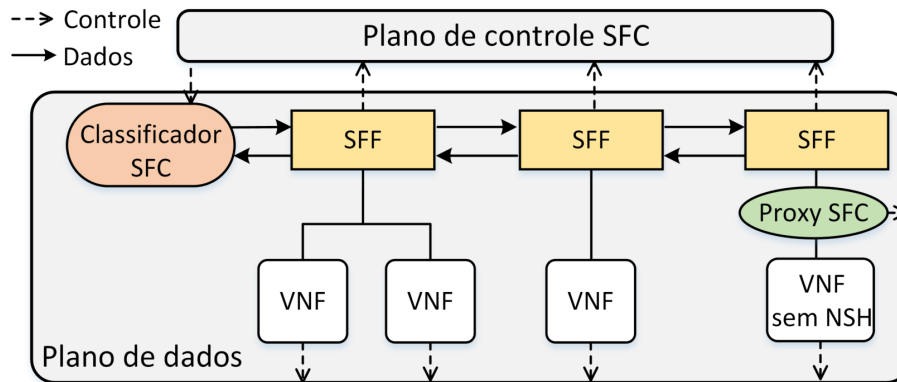 Controle
Dados
Plano de controle SFC
Classificador
SFC
SFF
SFF
SFF
Proxy SFC
VNF
VNF
VNF
VNF
sem NSH
Plano de dados